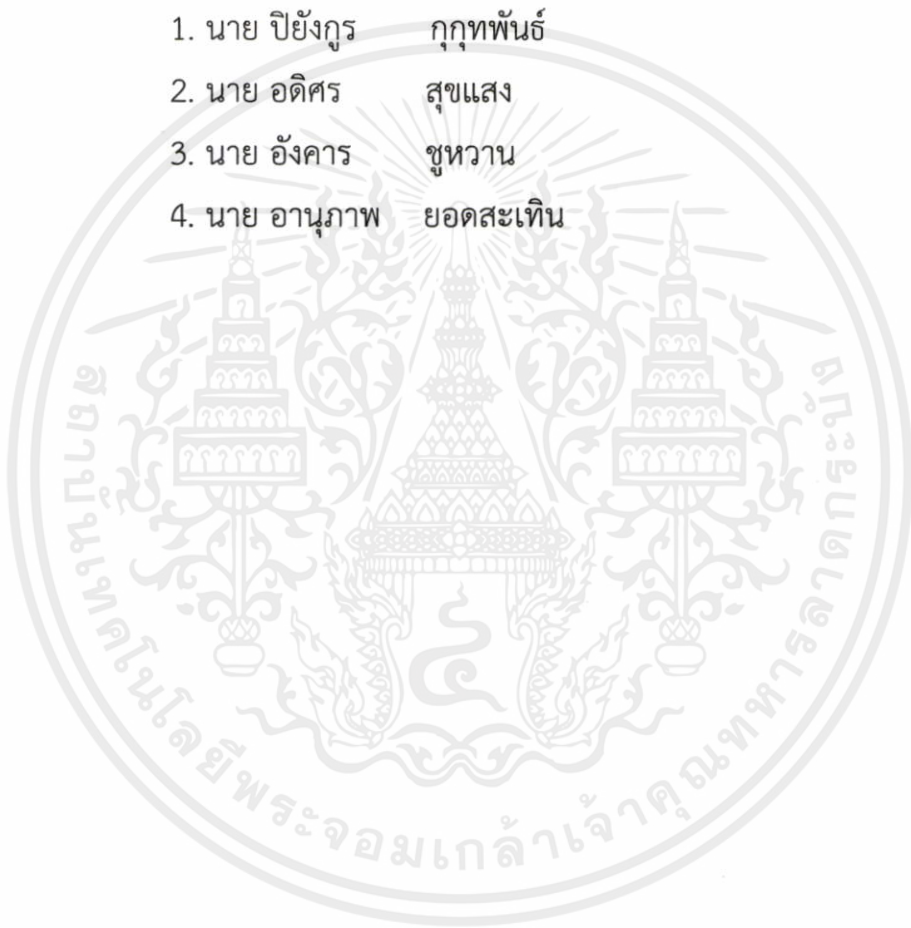 1. นาย ปิยังกูร กุกุทพันธ์
2. นาย อดิศร สุขแสง
3. นาย อังคาร ชูหวาน
4. นาย อานุภาพ ยอดสะเทิน
สถาบันเทคโนโลยีพระจอมเกล้าเจ้าคุณทหารลาดกระบัง